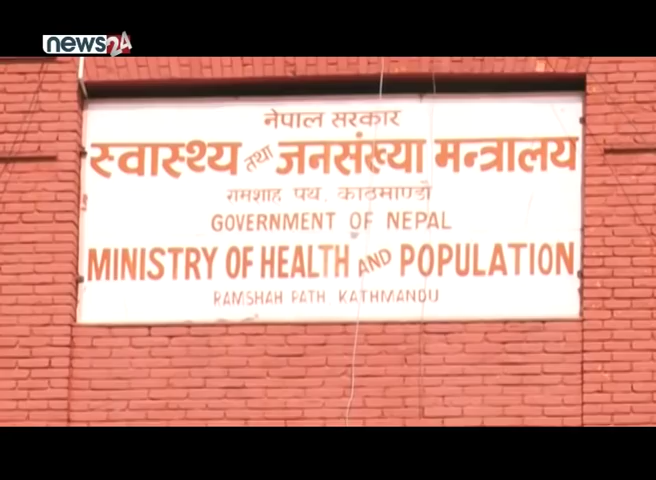 news24
नेपाल सरकार
स्वास्थ्य तथा जनसंख्या मन्त्रालय
रामशाह पथ, काठमाण्डौ
GOVERNMENT OF NEPAL
MINISTRY OF HEALTH AND POPULATION
RAMSHAH PATH KATHMANDU